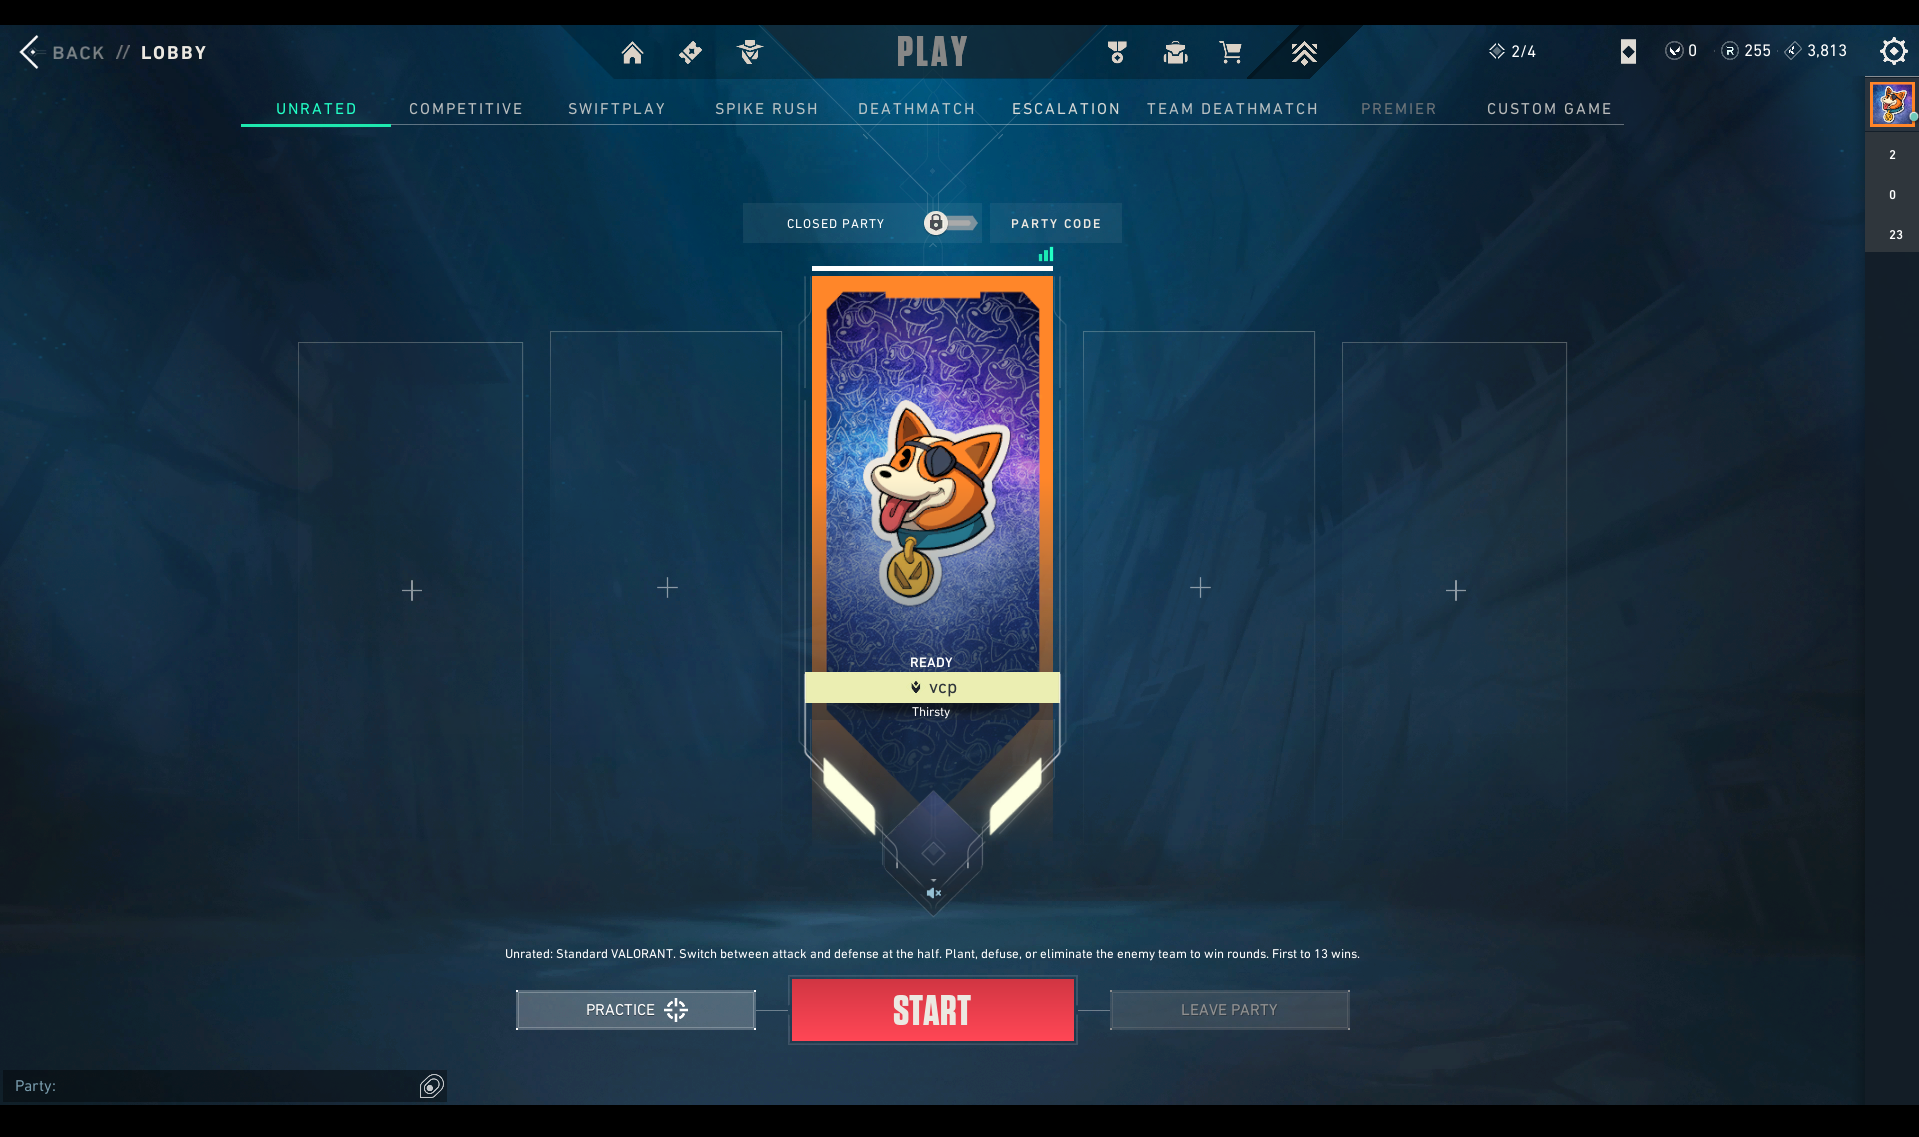 BACK // LOBBY
PLAY
2/4
0
255
3,813
UNRATED
COMPETITIVE
SWIFTPLAY
SPIKE RUSH
DEATHMATCH
ESCALATION
TEAM DEATHMATCH
PREMIER
CUSTOM GAME
2
0
23
CLOSED PARTY
PARTY CODE
READY
vcp
Thirsty
Unrated: Standard VALORANT. Switch between attack and defense at the half. Plant, defuse, or eliminate the enemy team to win rounds. First to 13 wins.
PRACTICE
START
LEAVE PARTY
Party: